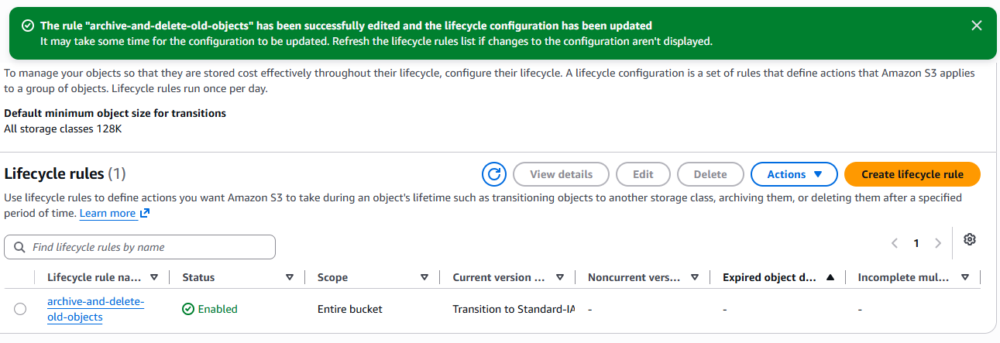 The rule "archive-and-delete-old-objects" has been successfully edited and the lifecycle configuration has been updated
It may take some time for the configuration to be updated. Refresh the lifecycle rules list if changes to the configuration aren't displayed.
To manage your objects so that they are stored cost effectively throughout their lifecycle, configure their lifecycle. A lifecycle configuration is a set of rules that define actions that Amazon S3 applies
to a group of objects. Lifecycle rules run once per day.
Default minimum object size for transitions
All storage classes 128K
Lifecycle rules (1)
View details
Edit
Delete
Actions
Create lifecycle rule
Use lifecycle rules to define actions you want Amazon S3 to take during an object's lifetime such as transitioning objects to another storage class, archiving them, or deleting them after a specified
period of time. Learn more
Find lifecycle rules by name
1
Lifecycle rule na... Status Scope Current version ... Noncurrent vers... Expired object d... Incomplete mul...
archive-and-delete-
old-objects
Enabled Entire bucket Transition to Standard-IA - - -